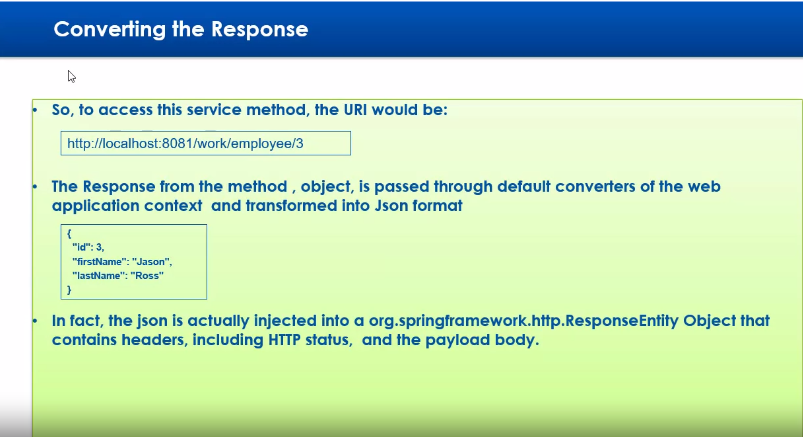 Converting the Response
• So, to access this service method, the URI would be:
http://localhost:8081/work/employee/3
• The Response from the method , object, is passed through default converters of the web
application context  and transformed into Json format
{
"id": 3,
"firstName": "Jason",
"lastName": "Ross"
}
• In fact, the json is actually injected into a org.springframework.http.ResponseEntity Object that
contains headers, including HTTP status,  and the payload body.